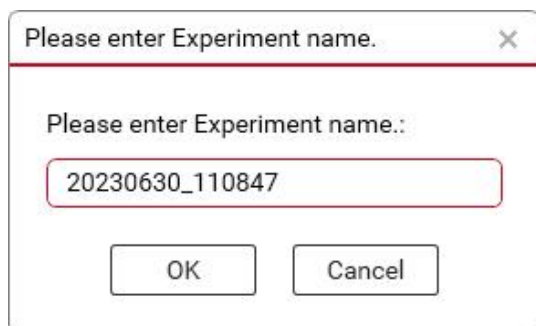 Please enter Experiment name.
Please enter Experiment name.:
20230630_110847
OK
Cancel